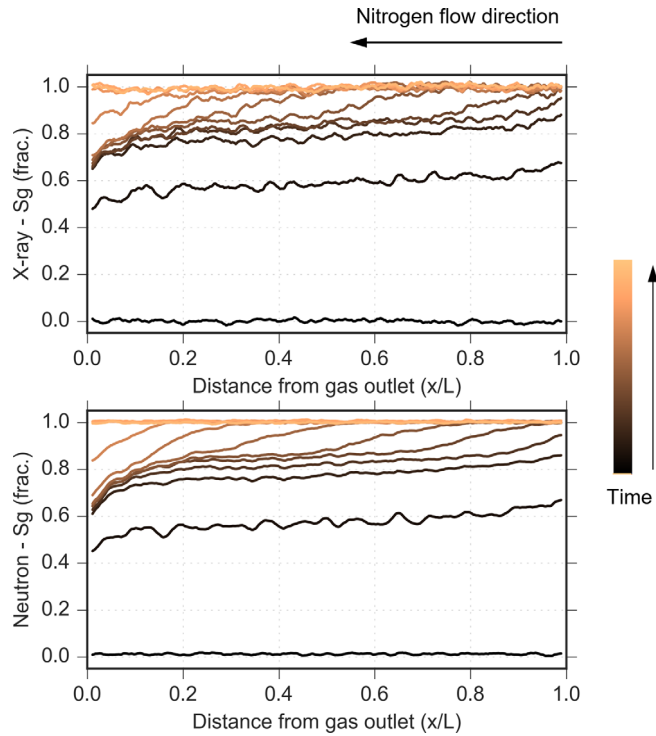 Nitrogen flow direction
1.0
0.8
0.6
0.4
0.2
0.0
X-ray - Sg (frac.)
0.0 0.2 0.4 0.6 0.8 1.0
Distance from gas outlet (x/L)
1.0
0.8
0.6
0.4
0.2
0.0
Neutron - Sg (frac.)
0.0 0.2 0.4 0.6 0.8 1.0
Distance from gas outlet (x/L)
Time